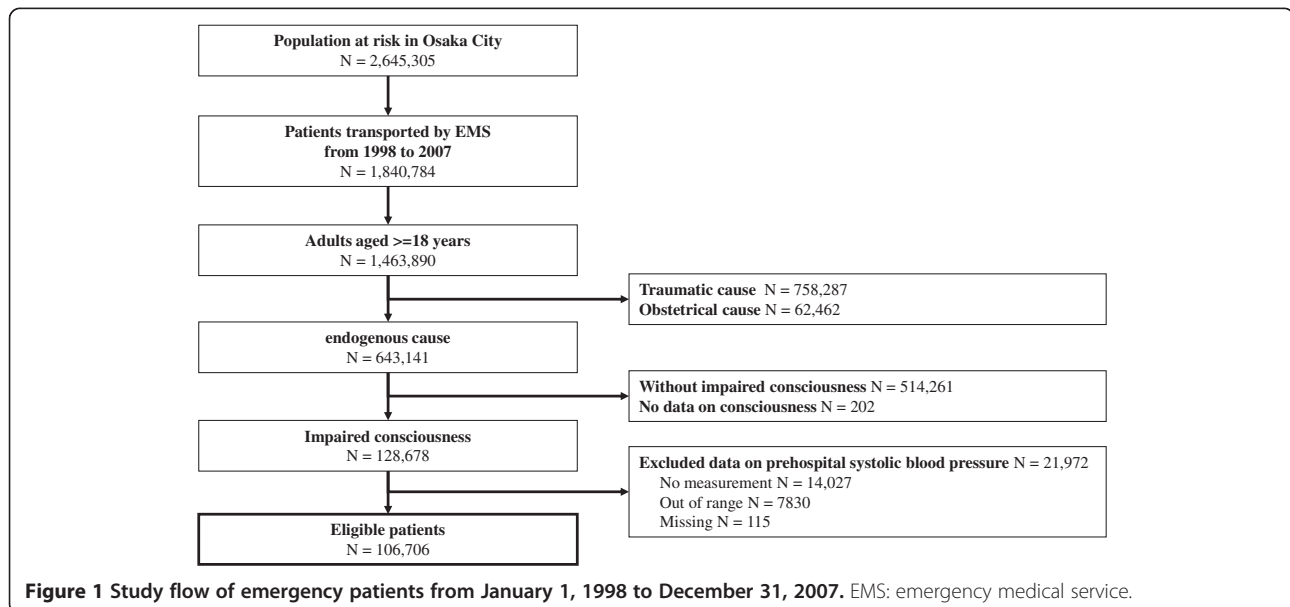 Population at risk in Osaka City
N = 2,645,305
Patients transported by EMS
from 1998 to 2007
N = 1,840,784
Adults aged >=18 years
N = 1,463,890
Traumatic cause N = 758,287
Obstetrical cause N = 62,462
endogenous cause
N = 643,141
Without impaired consciousness N = 514,261
No data on consciousness N = 202
Impaired consciousness
N = 128,678
Excluded data on prehospital systolic blood pressure N = 21,972
No measurement N = 14,027
Out of range N = 7830
Missing N = 115
Eligible patients
N = 106,706
Figure 1 Study flow of emergency patients from January 1, 1998 to December 31, 2007. EMS: emergency medical service.